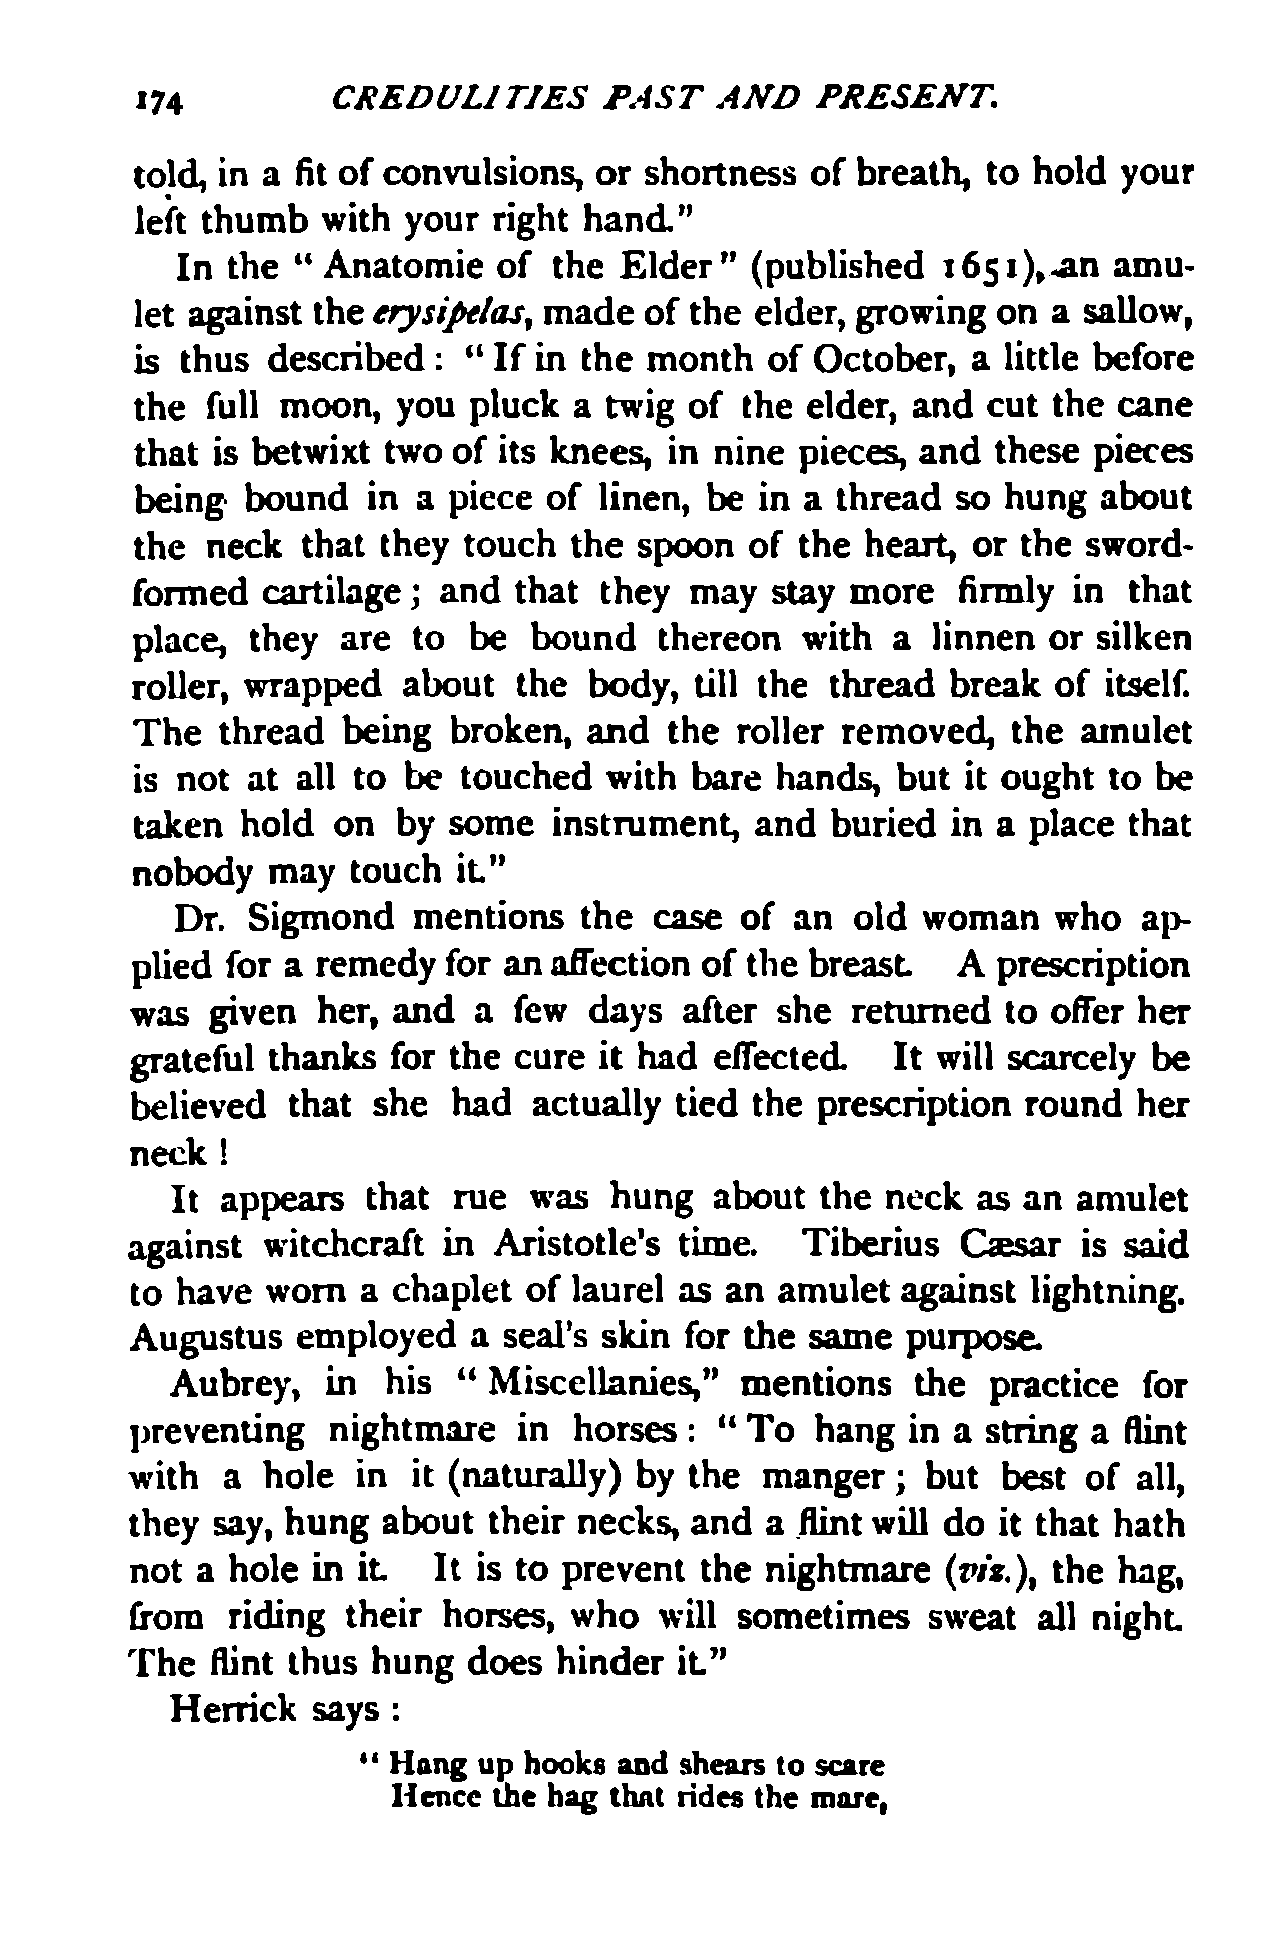 174 CREDULITIES PAST AND PRESENT.
told, in a fit of convulsions, or shortness of breath, to hold your
left thumb with your right hand."
In the " Anatomie of the Elder" (published 1651), an amu-
let against the erysipelas, made of the elder, growing on a sallow,
is thus described : " If in the month of October, a little before
the full moon, you pluck a twig of the elder, and cut the cane
that is betwixt two of its knees, in nine pieces, and these pieces
being bound in a piece of linen, be in a thread so hung about
the neck that they touch the spoon of the heart, or the sword-
formed cartilage ; and that they may stay more firmly in that
place, they are to be bound thereon with a linnen or silken
roller, wrapped about the body, till the thread break of itself.
The thread being broken, and the roller removed, the amulet
is not at all to be touched with bare hands, but it ought to be
taken hold on by some instrument, and buried in a place that
nobody may touch it."
Dr. Sigmond mentions the case of an old woman who ap-
plied for a remedy for an affection of the breast. A prescription
was given her, and a few days after she returned to offer her
grateful thanks for the cure it had effected. It will scarcely be
believed that she had actually tied the prescription round her
neck !
It appears that rue was hung about the neck as an amulet
against witchcraft in Aristotle's time. Tiberius Cæsar is said
to have worn a chaplet of laurel as an amulet against lightning.
Augustus employed a seal's skin for the same purpose.
Aubrey, in his " Miscellanies," mentions the practice for
preventing nightmare in horses : " To hang in a string a flint
with a hole in it (naturally) by the manger ; but best of all,
they say, hung about their necks, and a flint will do it that hath
not a hole in it. It is to prevent the nightmare (viz.), the hag,
from riding their horses, who will sometimes sweat all night.
The flint thus hung does hinder it."
Herrick says :
" Hang up hooks and shears to scare
Hence the hag that rides the mare,